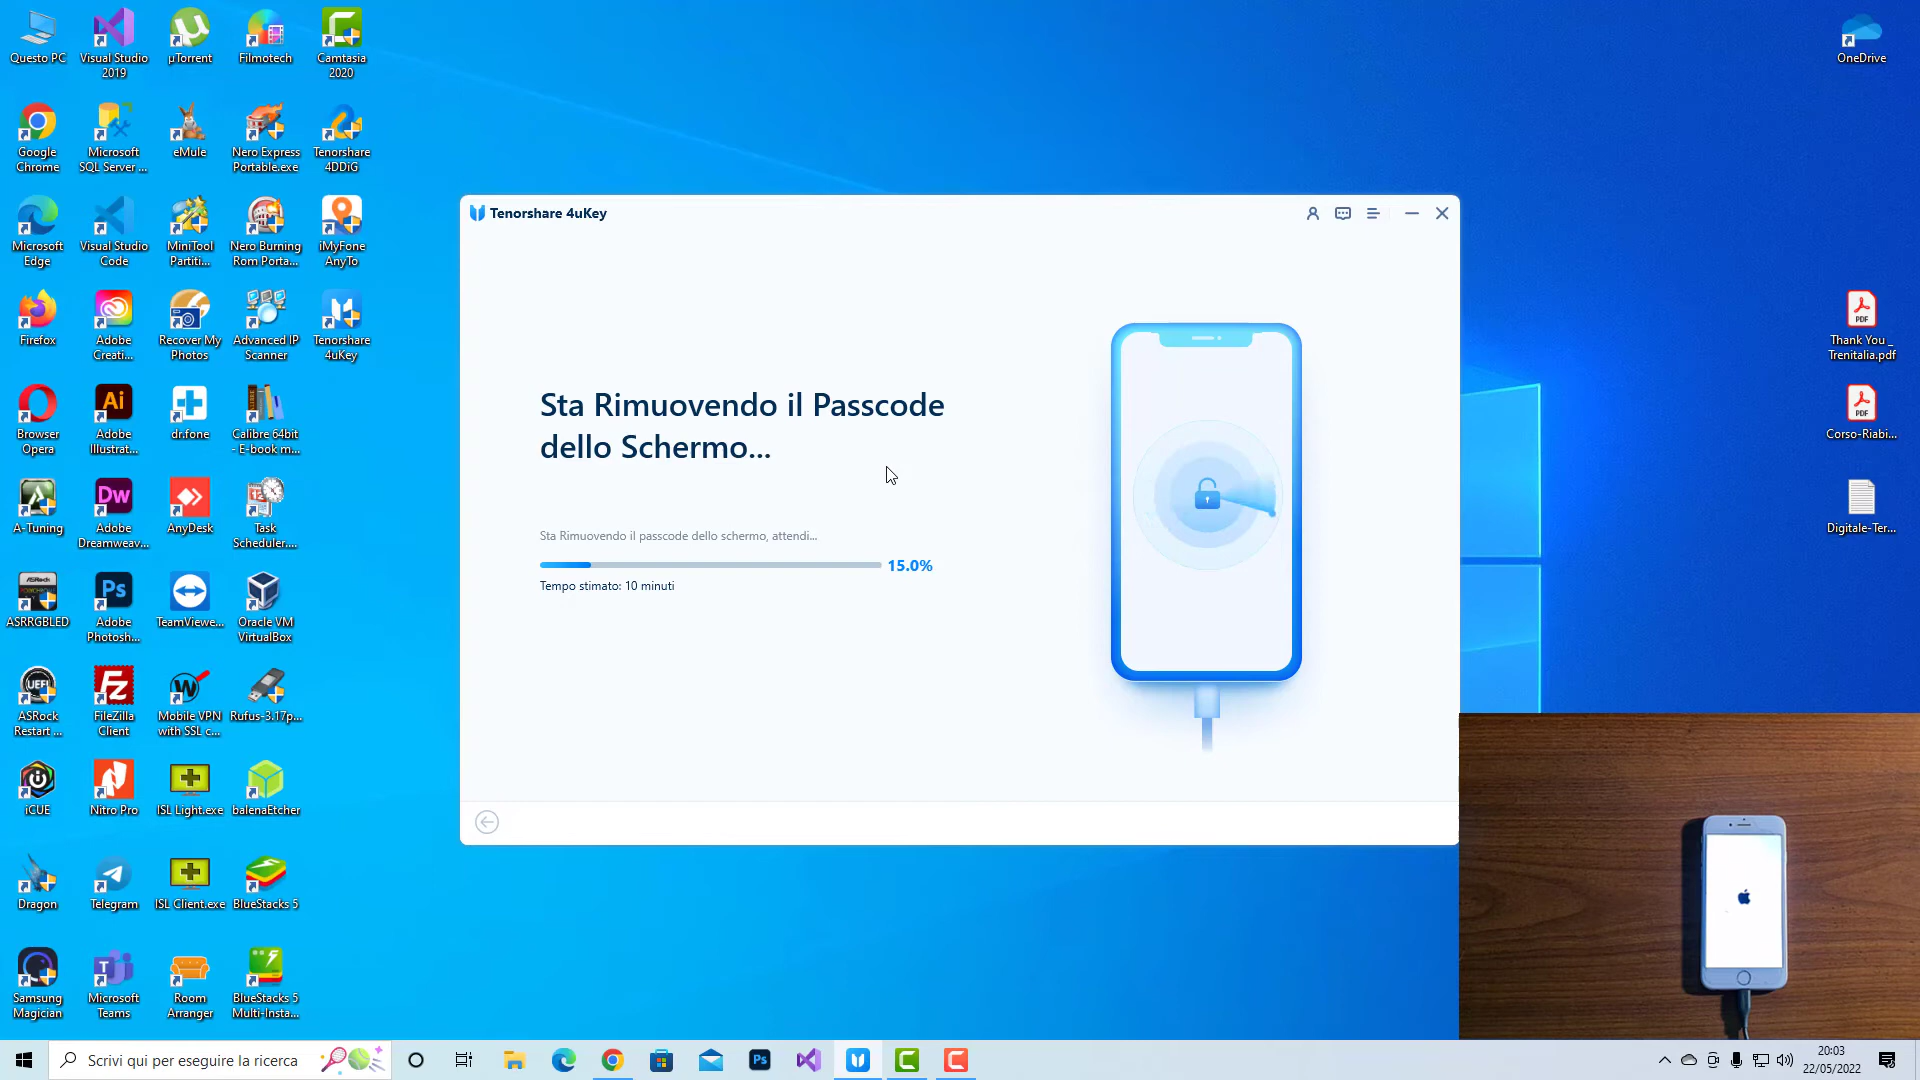 Questo PC
Visual Studio
2019
µTorrent
Filmotech
Camtasia
2020
OneDrive
Google
Chrome
Microsoft
SQL Server ...
eMule
Nero Express
Portable.exe
Tenorshare
4DDiG
Microsoft
Edge
Visual Studio
Code
MiniTool
Partiti...
Nero Burning
Rom Porta...
iMyFone
AnyTo
Firefox
Adobe
Creati...
Recover My
Photos
Advanced IP
Scanner
Tenorshare
4uKey
Browser
Opera
Adobe
Illustrat...
dr.fone
Calibre 64bit
- E-book m...
A-Tuning
Adobe
Dreamweav...
AnyDesk
Task
Scheduler....
ASRRGBLED
Adobe
Photosh...
TeamViewe...
Oracle VM
VirtualBox
ASRock
Restart ...
FileZilla
Client
Mobile VPN
with SSL c...
Rufus-3.17p...
iCUE
Nitro Pro
ISL Light.exe
balenaEtcher
Dragon
Telegram
ISL Client.exe
BlueStacks 5
Samsung
Magician
Microsoft
Teams
Room
Arranger
BlueStacks 5
Multi-Insta...
Tenorshare 4uKey
Sta Rimuovendo il Passcode
dello Schermo...
Sta Rimuovendo il passcode dello schermo, attendi...
15.0%
Tempo stimato: 10 minuti
PDF
Thank You _
Trenitalia.pdf
PDF
Corso-Riabi...
Digitale-Ter...
Scrivi qui per eseguire la ricerca
20:03
22/05/2022